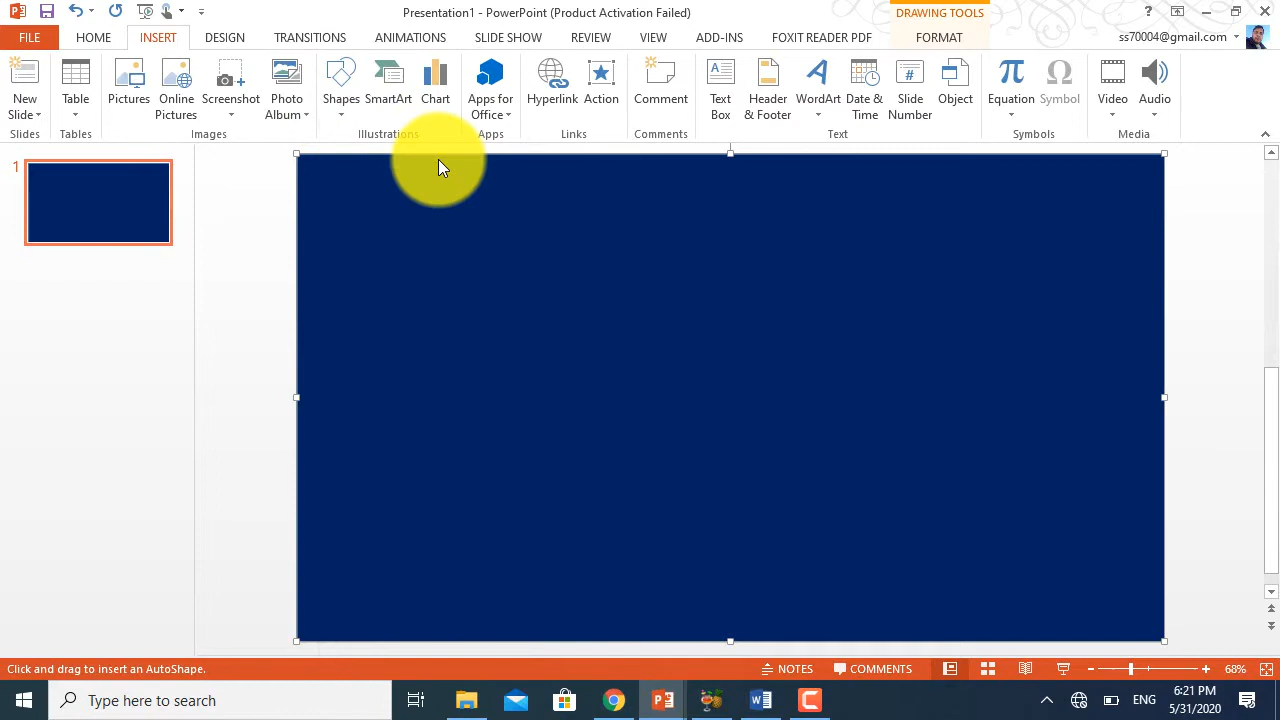 Presentation1 - PowerPoint (Product Activation Failed)
DRAWING TOOLS
?
FILE HOME INSERT DESIGN TRANSITIONS ANIMATIONS SLIDE SHOW REVIEW VIEW ADD-INS FOXIT READER PDF FORMAT ss70004@gmail.com
New Slide
Table
Pictures
Online Pictures
Screenshot
Photo Album
Shapes
SmartArt
Chart
Apps for Office
Hyperlink
Action
Comment
Text Box
Header & Footer
WordArt
Date & Time
Slide Number
Object
Equation
Symbol
Video
Audio
Slides Tables Images Illustrations Apps Links Comments Text Symbols Media
1
Click and drag to insert an AutoShape. NOTES COMMENTS 68%
Type here to search
ENG
6:21 PM
5/31/2020